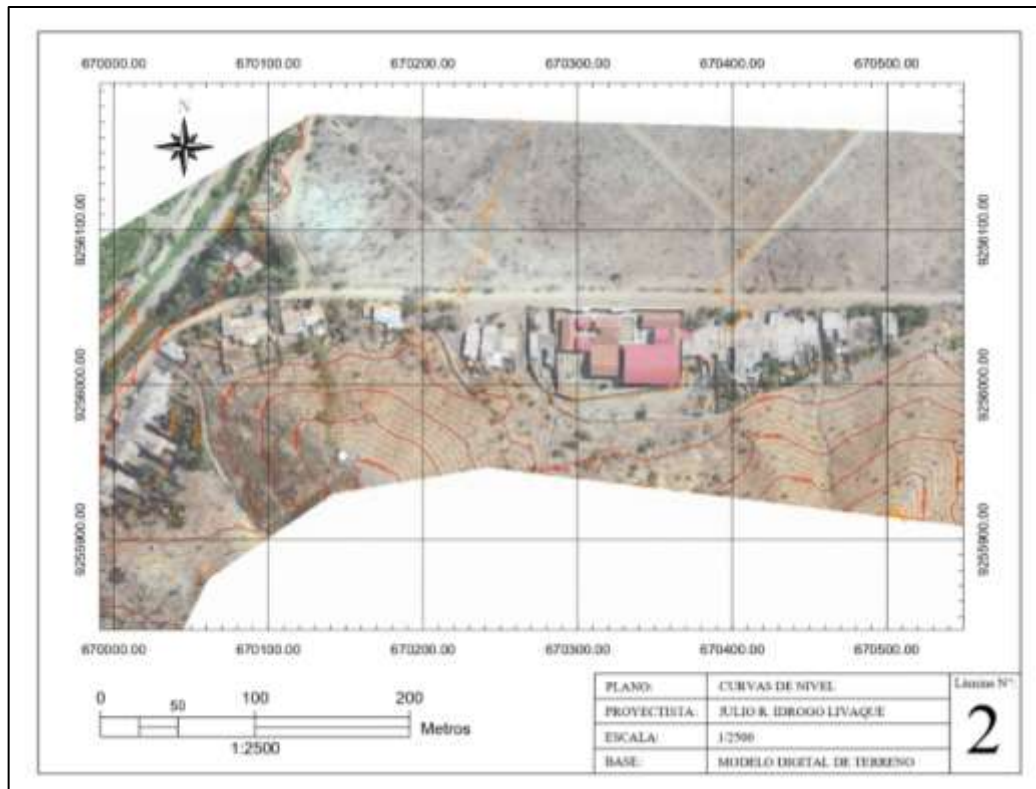 670000.00 670100.00 670200.00 670300.00 670400.00 670500.00
N
9256100.00 9256100.00
9256000.00 9256000.00
9255900.00 9255900.00
670000.00 670100.00 670200.00 670300.00 670400.00 670500.00
0 50 100 200
Metros
1:2500
PLANO: CURVAS DE NIVEL
PROYECTISTA: JULIO R. IDROGO LIVAQUE
ESCALA: 1/2500
BASE: MODELO DIGITAL DE TERRENO
Lámina N°:
2